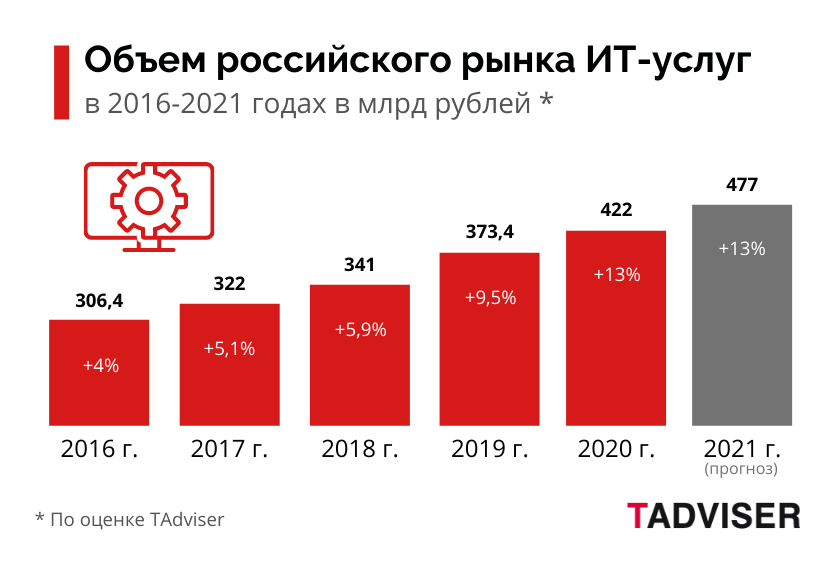 Объем российского рынка ИТ-услуг
в 2016-2021 годах в млрд рублей *
306,4
322
341
373,4
422
477
+4%
+5,1%
+5,9%
+9,5%
+13%
+13%
2016 г.
2017 г.
2018 г.
2019 г.
2020 г.
2021 г.
(прогноз)
* По оценке TAdviser
TADVISER